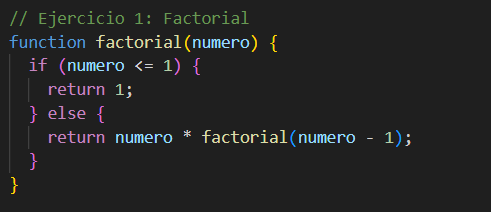 // Ejercicio 1: Factorial
function factorial(numero) {
  if (numero <= 1) {
    return 1;
  } else {
    return numero * factorial(numero - 1);
  }
}